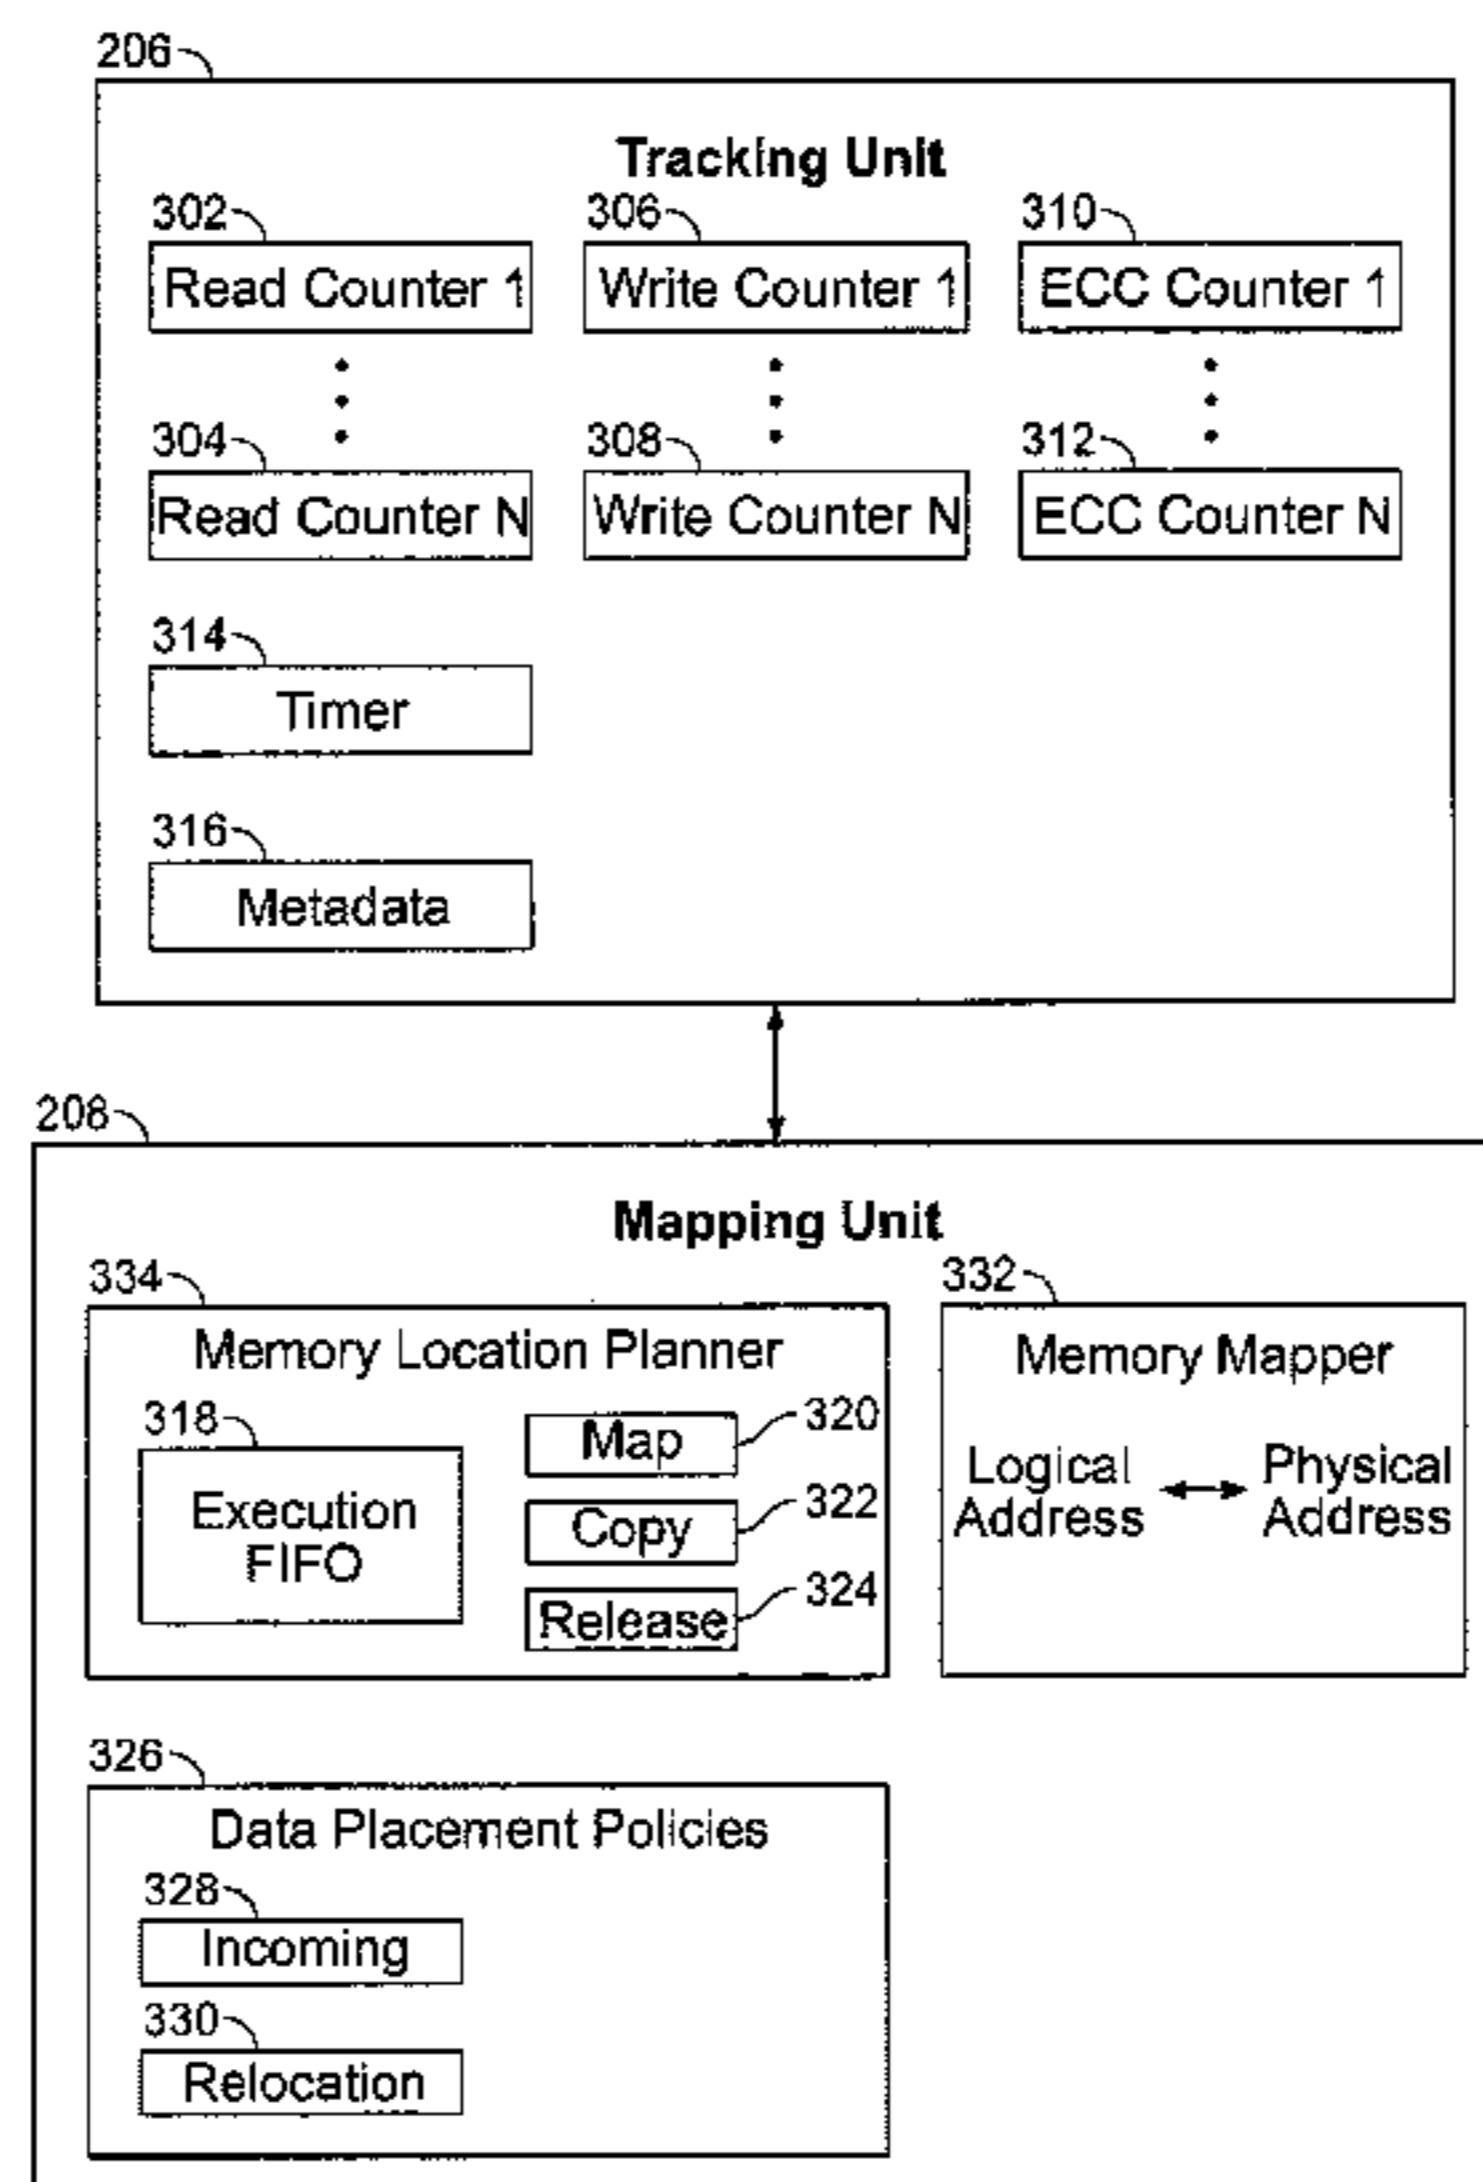 206
Tracking Unit
302 306 310
Read Counter 1 Write Counter 1 ECC Counter 1
304 308 312
Read Counter N Write Counter N ECC Counter N
314
Timer
316
Metadata
208
Mapping Unit
334 332
Memory Location Planner
318
Execution
FIFO
Map 320
Copy 322
Release 324
Memory Mapper
Logical Physical
Address Address
326
Data Placement Policies
328
Incoming
330
Relocation